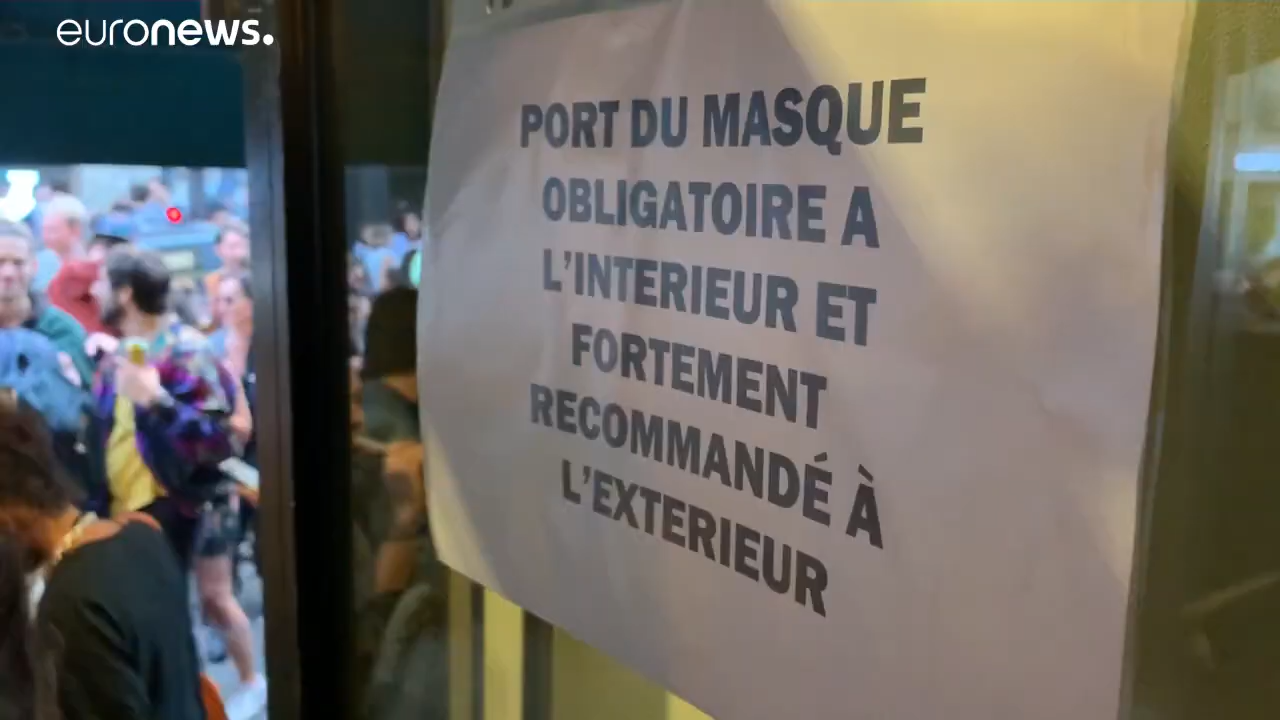 euronews.
PORT DU MASQUE
OBLIGATOIRE A
L'INTERIEUR ET
FORTEMENT
RECOMMANDÉ À
L'EXTERIEUR